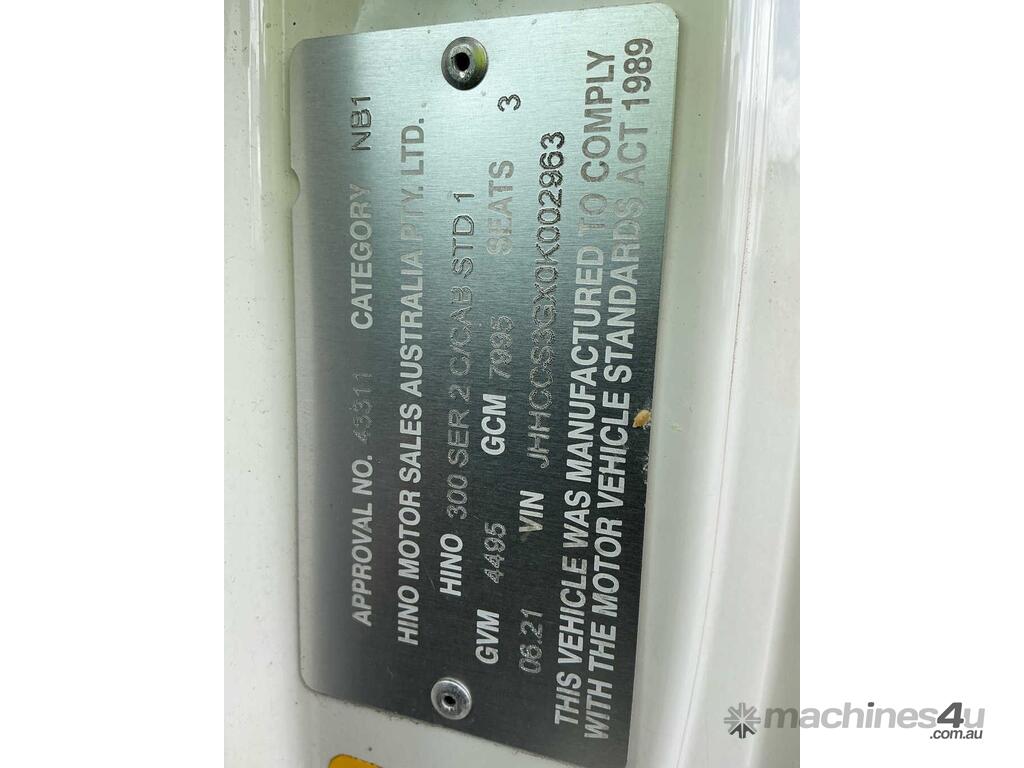 APPROVAL NO. 43311 CATEGORY NB1
HINO MOTOR SALES AUSTRALIA PTY. LTD.
HINO 300 SER 2 C/CAB STD 1
GVM 4495 GCM 7995 SEATS 3
06.21 VIN JHHCCS3GX0K002963
THIS VEHICLE WAS MANUFACTURED TO COMPLY
WITH THE MOTOR VEHICLE STANDARDS ACT 1989
machines4u
.com.au